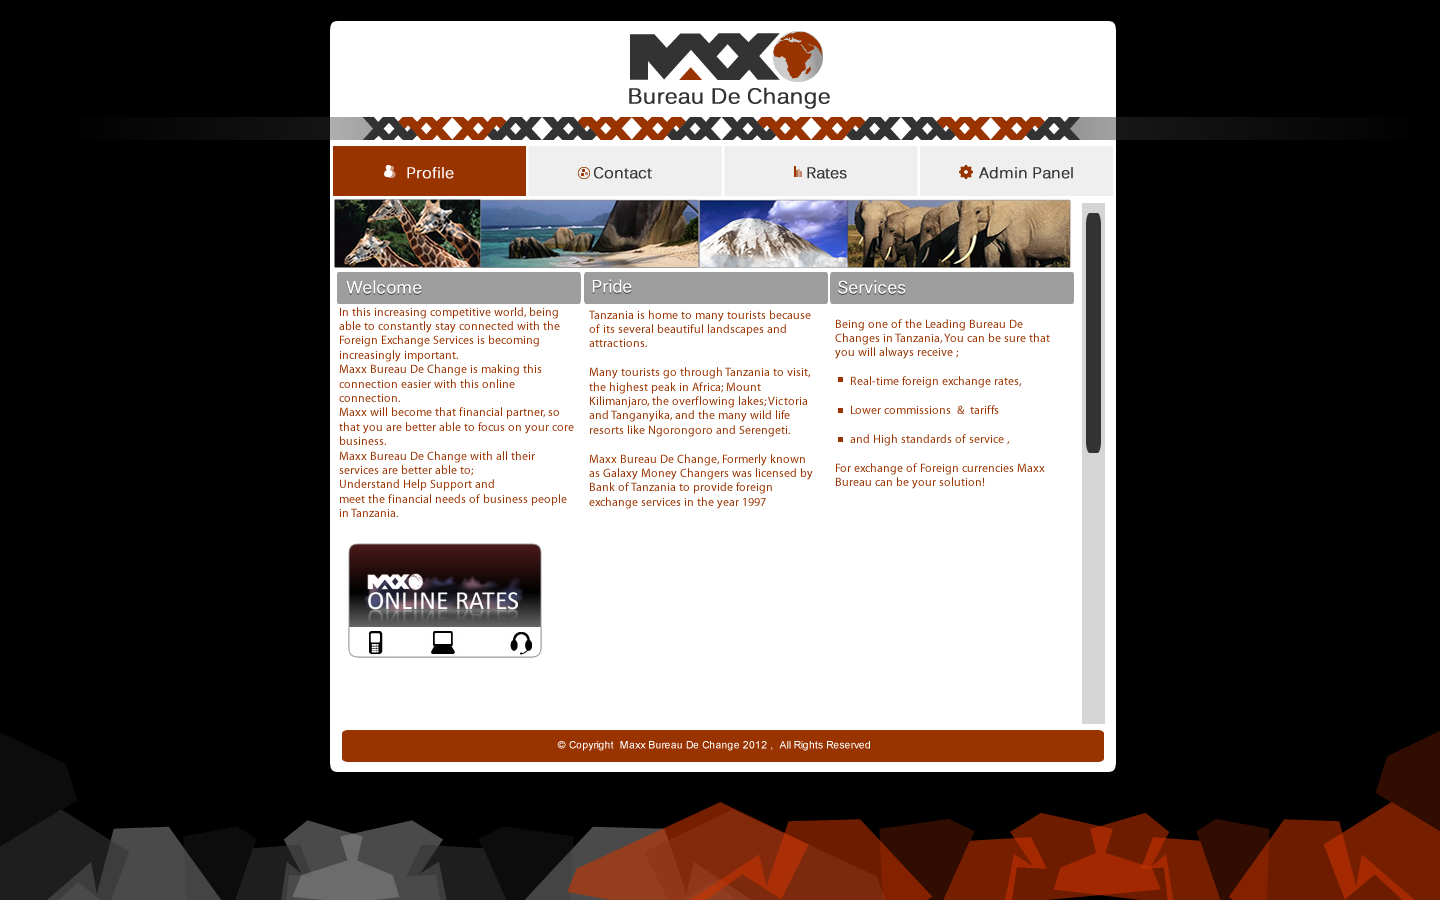 MAXX
Bureau De Change
Profile
Contact
Rates
Admin Panel
Welcome
In this increasing competitive world, being
able to constantly stay connected with the
Foreign Exchange Services is becoming
increasingly important.
Maxx Bureau De Change is making this
connection easier with this online
connection.
Maxx will become that financial partner, so
that you are better able to focus on your core
business.
Maxx Bureau De Change with all their
services are better able to;
Understand Help Support and
meet the financial needs of business people
in Tanzania.
Pride
Tanzania is home to many tourists because
of its several beautiful landscapes and
attractions.
Many tourists go through Tanzania to visit,
the highest peak in Africa; Mount
Kilimanjaro, the overflowing lakes; Victoria
and Tanganyika, and the many wild life
resorts like Ngorongoro and Serengeti.
Maxx Bureau De Change, Formerly known
as Galaxy Money Changers was licensed by
Bank of Tanzania to provide foreign
exchange services in the year 1997
Services
Being one of the Leading Bureau De
Changes in Tanzania, You can be sure that
you will always receive ;
Real-time foreign exchange rates,
Lower commissions & tariffs
and High standards of service ,
For exchange of Foreign currencies Maxx
Bureau can be your solution!
MAXX
ONLINE RATES
© Copyright Maxx Bureau De Change 2012 , All Rights Reserved